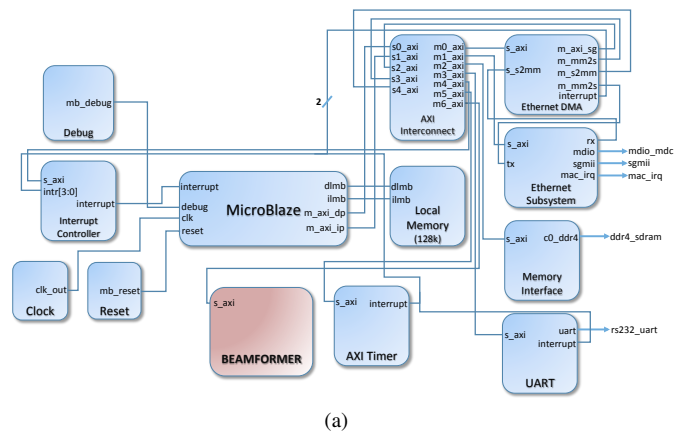 mb_debug
Debug
2
s0_axi
s1_axi
s2_axi
s3_axi
s4_axi
m0_axi
m1_axi
m2_axi
m3_axi
m4_axi
m5_axi
m6_axi
AXI
Interconnect
s_axi
s_s2mm
m_axi_sg
m_mm2s
m_s2mm
m_mm2s
interrupt
Ethernet DMA
s_axi
tx
rx
mdio
sgmii
mac_irq
Ethernet
Subsystem
mdio_mdc
sgmii
mac_irq
s_axi
intr[3:0]
interrupt
Interrupt
Controller
interrupt
debug
clk
reset
MicroBlaze
dlmb
ilmb
m_axi_dp
m_axi_ip
dlmb
ilmb
Local
Memory
(128k)
s_axi
c0_ddr4
Memory
Interface
ddr4_sdram
clk_out
Clock
mb_reset
Reset
s_axi
BEAMFORMER
s_axi
interrupt
AXI Timer
s_axi
uart
interrupt
UART
rs232_uart
(a)